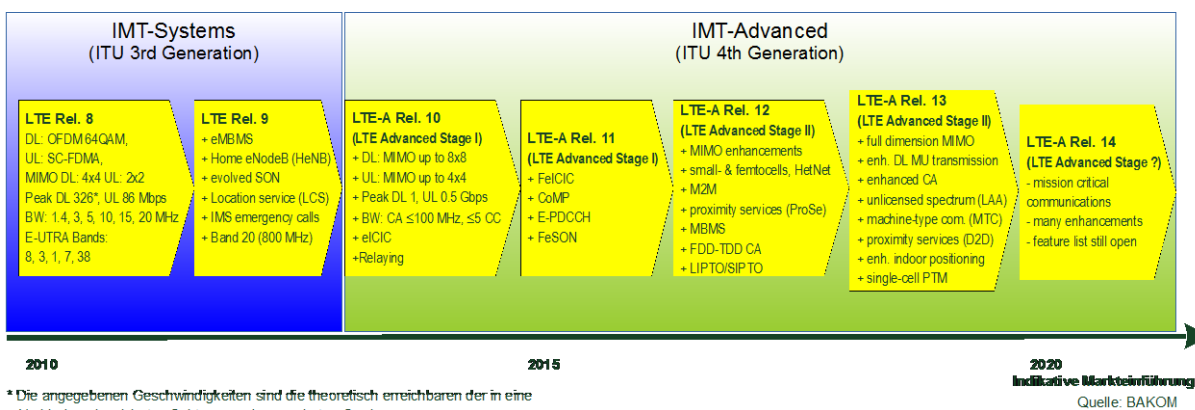 IMT-Systems
(ITU 3rd Generation)
IMT-Advanced
(ITU 4th Generation)
LTE Rel. 8
DL: OFDM 64QAM,
UL: SC-FDMA,
MIMO DL: 4x4 UL: 2x2
Peak DL 326*, UL 86 Mbps
BW: 1.4, 3, 5, 10, 15, 20 MHz
E-UTRA Bands:
8, 3, 1, 7, 38
LTE Rel. 9
+ eMBMS
+ Home eNodeB (HeNB)
+ evolved SON
+ Location service (LCS)
+ IMS emergency calls
+ Band 20 (800 MHz)
LTE-A Rel. 10
(LTE Advanced Stage I)
+ DL: MIMO up to 8x8
+ UL: MIMO up to 4x4
+ Peak DL 1, UL 0.5 Gbps
+ BW: CA ≤100 MHz, ≤5 CC
+ eICIC
+Relaying
LTE-A Rel. 11
(LTE Advanced Stage I)
+ FeICIC
+ CoMP
+ E-PDCCH
+ FeSON
LTE-A Rel. 12
(LTE Advanced Stage II)
+ MIMO enhancements
+ small- & femtocells, HetNet
+ M2M
+ proximity services (ProSe)
+ MBMS
+ FDD-TDD CA
+ LIPTO/SIPTO
LTE-A Rel. 13
(LTE Advanced Stage II)
+ full dimension MIMO
+ enh. DL MU transmission
+ enhanced CA
+ unlicensed spectrum (LAA)
+ machine-type com. (MTC)
+ proximity services (D2D)
+ enh. indoor positioning
+ single-cell PTM
LTE-A Rel. 14
(LTE Advanced Stage ?)
- mission critical
communications
- many enhancements
- feature list still open
2010
2015
2020
Indikative Markteinführung
* Die angegebenen Geschwindigkeiten sind die theoretisch erreichbaren der in eine
Quelle: BAKOM